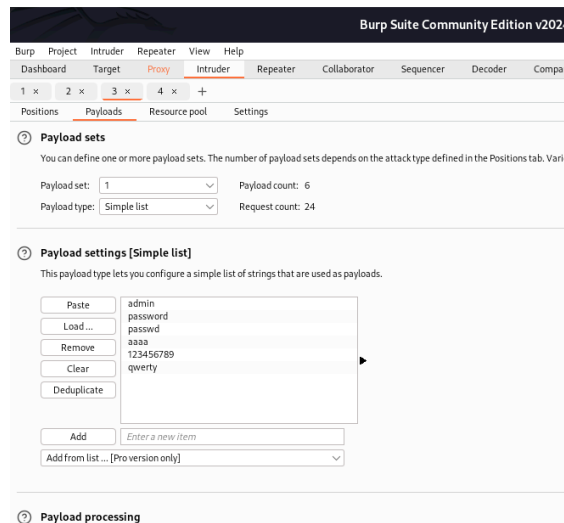 Burp Suite Community Edition v202
Burp Project Intruder Repeater View Help
Dashboard Target Proxy Intruder Repeater Collaborator Sequencer Decoder Compa
1 × 2 × 3 × 4 × +
Positions Payloads Resource pool Settings
Payload sets
You can define one or more payload sets. The number of payload sets depends on the attack type defined in the Positions tab. Vari
Payload set: 1 Payload count: 6
Payload type: Simple list Request count: 24
Payload settings [Simple list]
This payload type lets you configure a simple list of strings that are used as payloads.
Paste
Load ...
Remove
Clear
Deduplicate
admin
password
passwd
aaaa
123456789
qwerty
Add Enter a new item
Add from list ... [Pro version only]
Payload processing